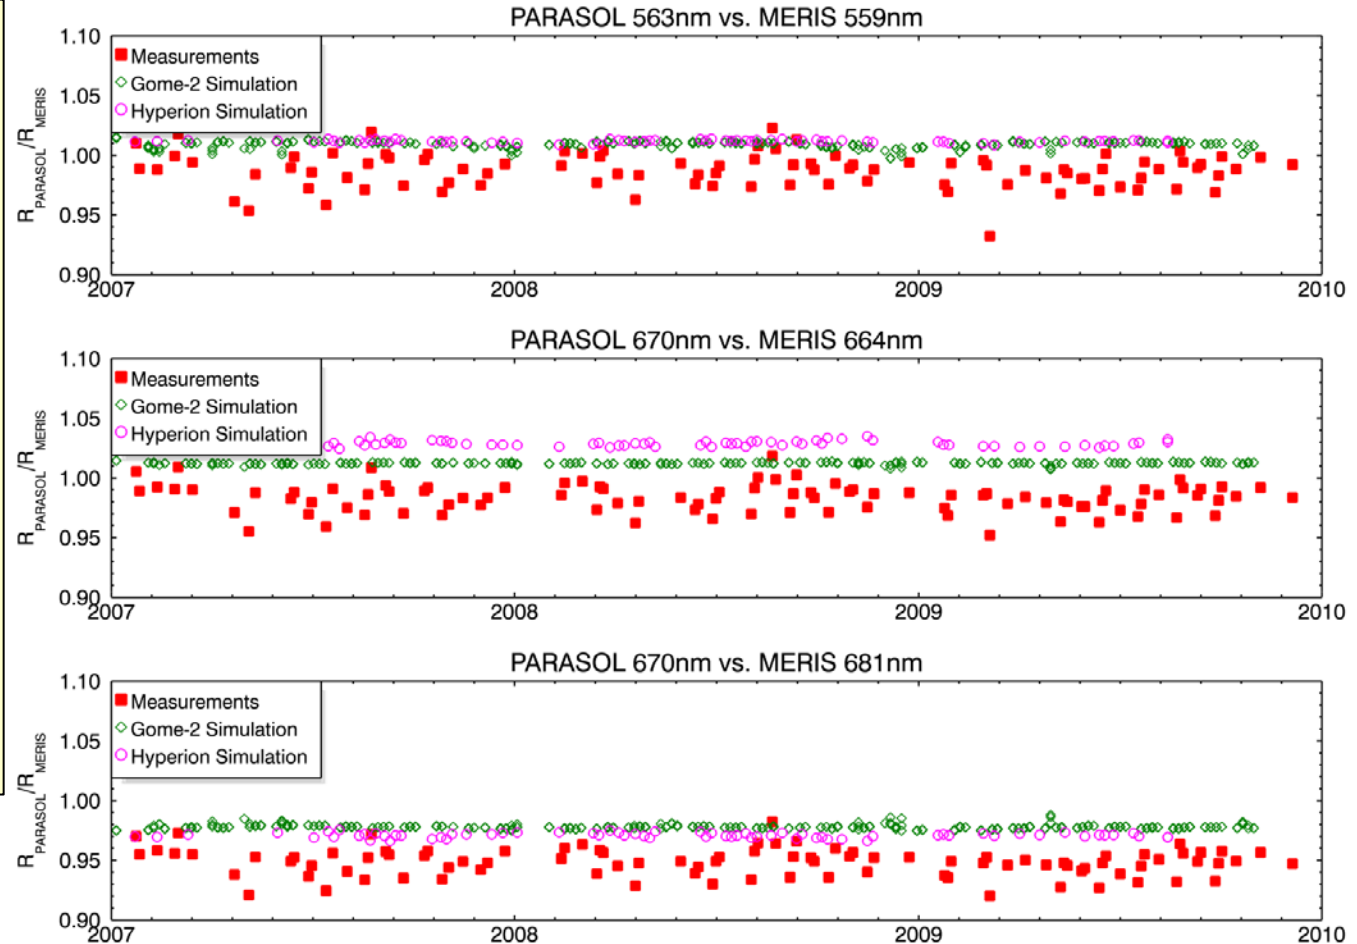 PARASOL 563nm vs. MERIS 559nm
1.10
1.05
1.00
0.95
0.90
R_PARASOL/R_MERIS
Measurements
Gome-2 Simulation
Hyperion Simulation
2007 2008 2009 2010
PARASOL 670nm vs. MERIS 664nm
1.10
1.05
1.00
0.95
0.90
R_PARASOL/R_MERIS
Measurements
Gome-2 Simulation
Hyperion Simulation
2007 2008 2009 2010
PARASOL 670nm vs. MERIS 681nm
1.10
1.05
1.00
0.95
0.90
R_PARASOL/R_MERIS
Measurements
Gome-2 Simulation
Hyperion Simulation
2007 2008 2009 2010